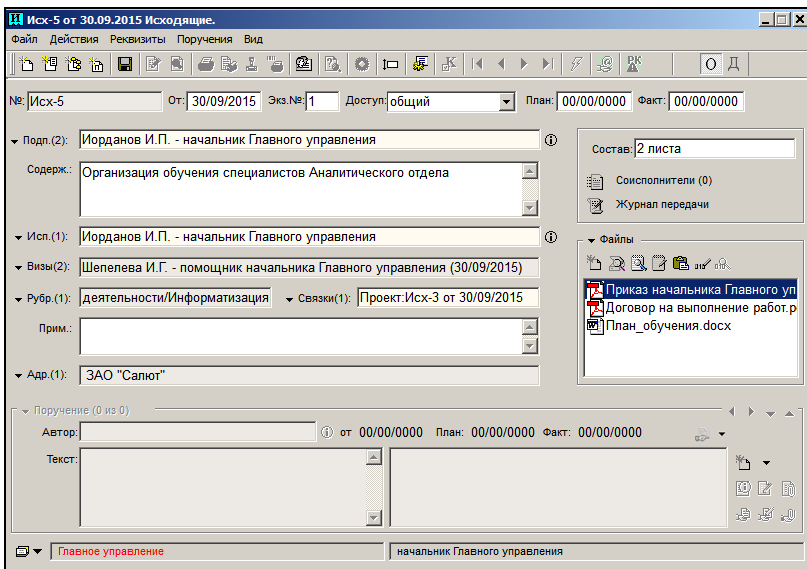 Исх-5 от 30.09.2015 Исходящие.
Файл Действия Реквизиты Поручения Вид
О Д
№: Исх-5 От: 30/09/2015 Экз.№: 1 Доступ: общий План: 00/00/0000 Факт: 00/00/0000
Подп.(2): Иорданов И.П. - начальник Главного управления
Состав: 2 листа
Содерж.: Организация обучения специалистов Аналитического отдела
Соисполнители (0)
Журнал передачи
Исп.(1): Иорданов И.П. - начальник Главного управления
Файлы
Визы(2): Шепелева И.Г. - помощник начальника Главного управления (30/09/2015)
Рубр.(1): деятельности/Информатизация Связки(1): Проект:Исх-3 от 30/09/2015
Приказ начальника Главного уп
Договор на выполнение работ.р
План_обучения.docx
Прим.:
Адр.(1): ЗАО "Салют"
Поручение (0 из 0)
Автор: от 00/00/0000 План: 00/00/0000 Факт: 00/00/0000
Текст:
Главное управление начальник Главного управления